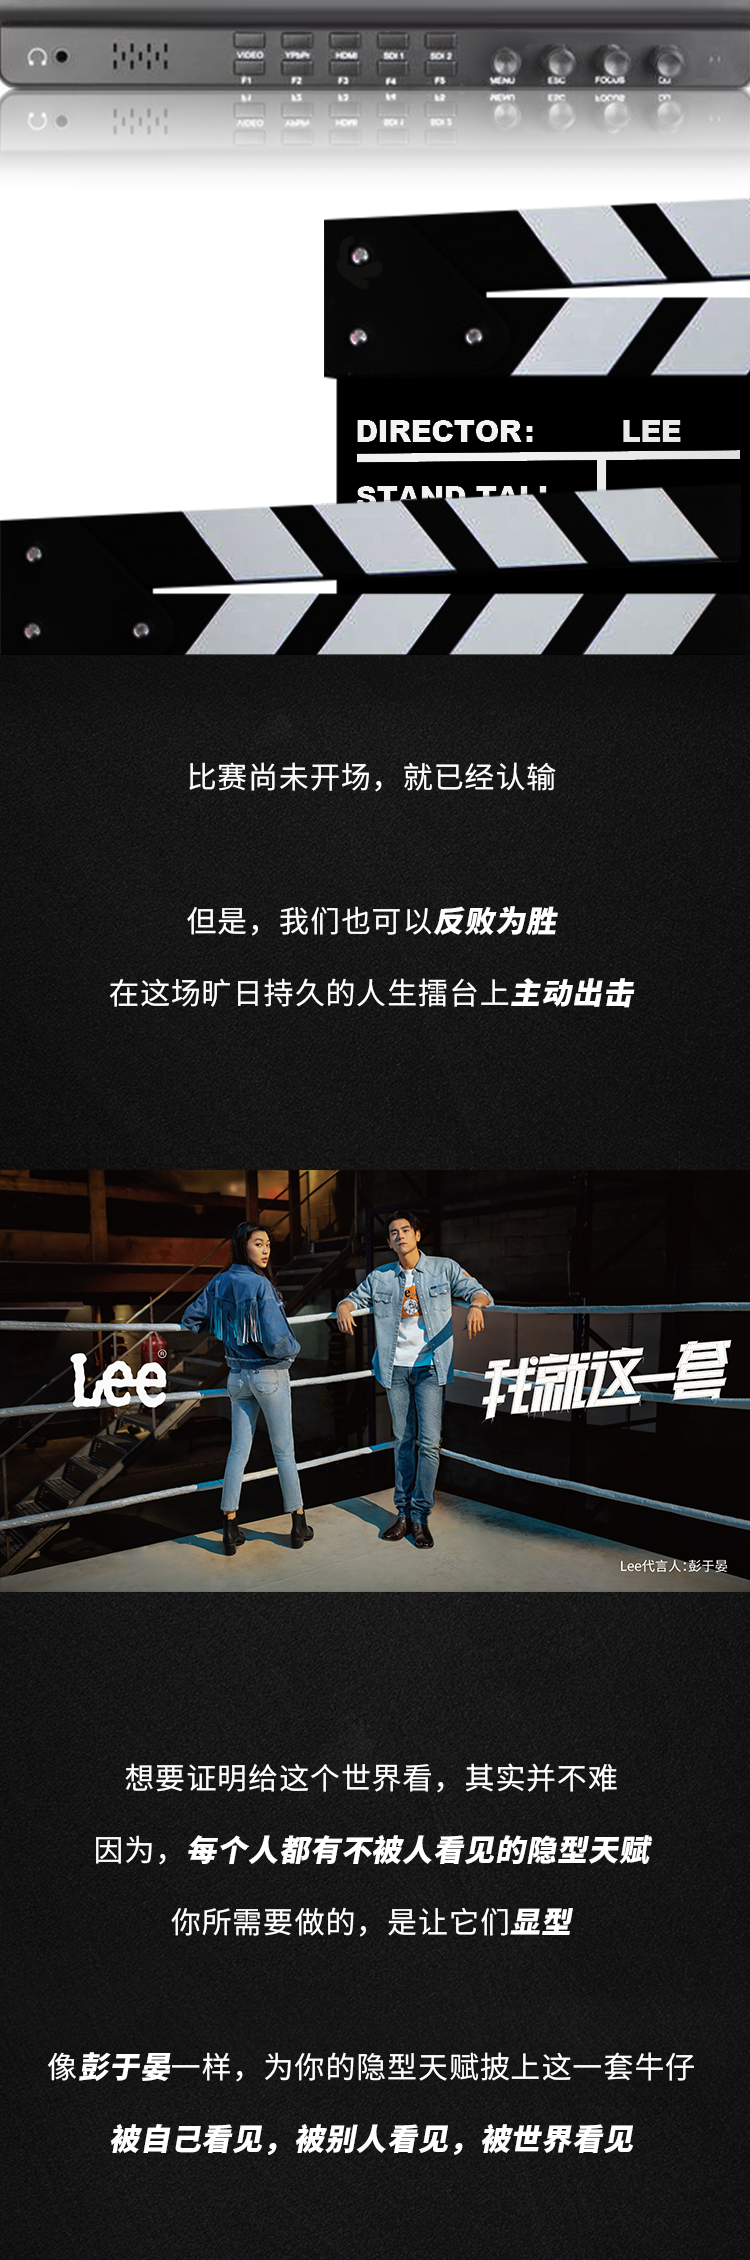 VIDEO YPbPr HDMI SDI 1 SDI 2
F1 F2 F3 F4 F5
MENU ESC FOCUS
DIRECTOR: LEE
STAND TALL
比赛尚未开场，就已经认输
但是，我们也可以反败为胜
在这场旷日持久的人生擂台上主动出击
Lee®
我就这一套
Lee代言人:彭于晏
想要证明给这个世界看，其实并不难
因为，每个人都有不被人看见的隐型天赋
你所需要做的，是让它们显型
像彭于晏一样，为你的隐型天赋披上这一套牛仔
被自己看见，被别人看见，被世界看见